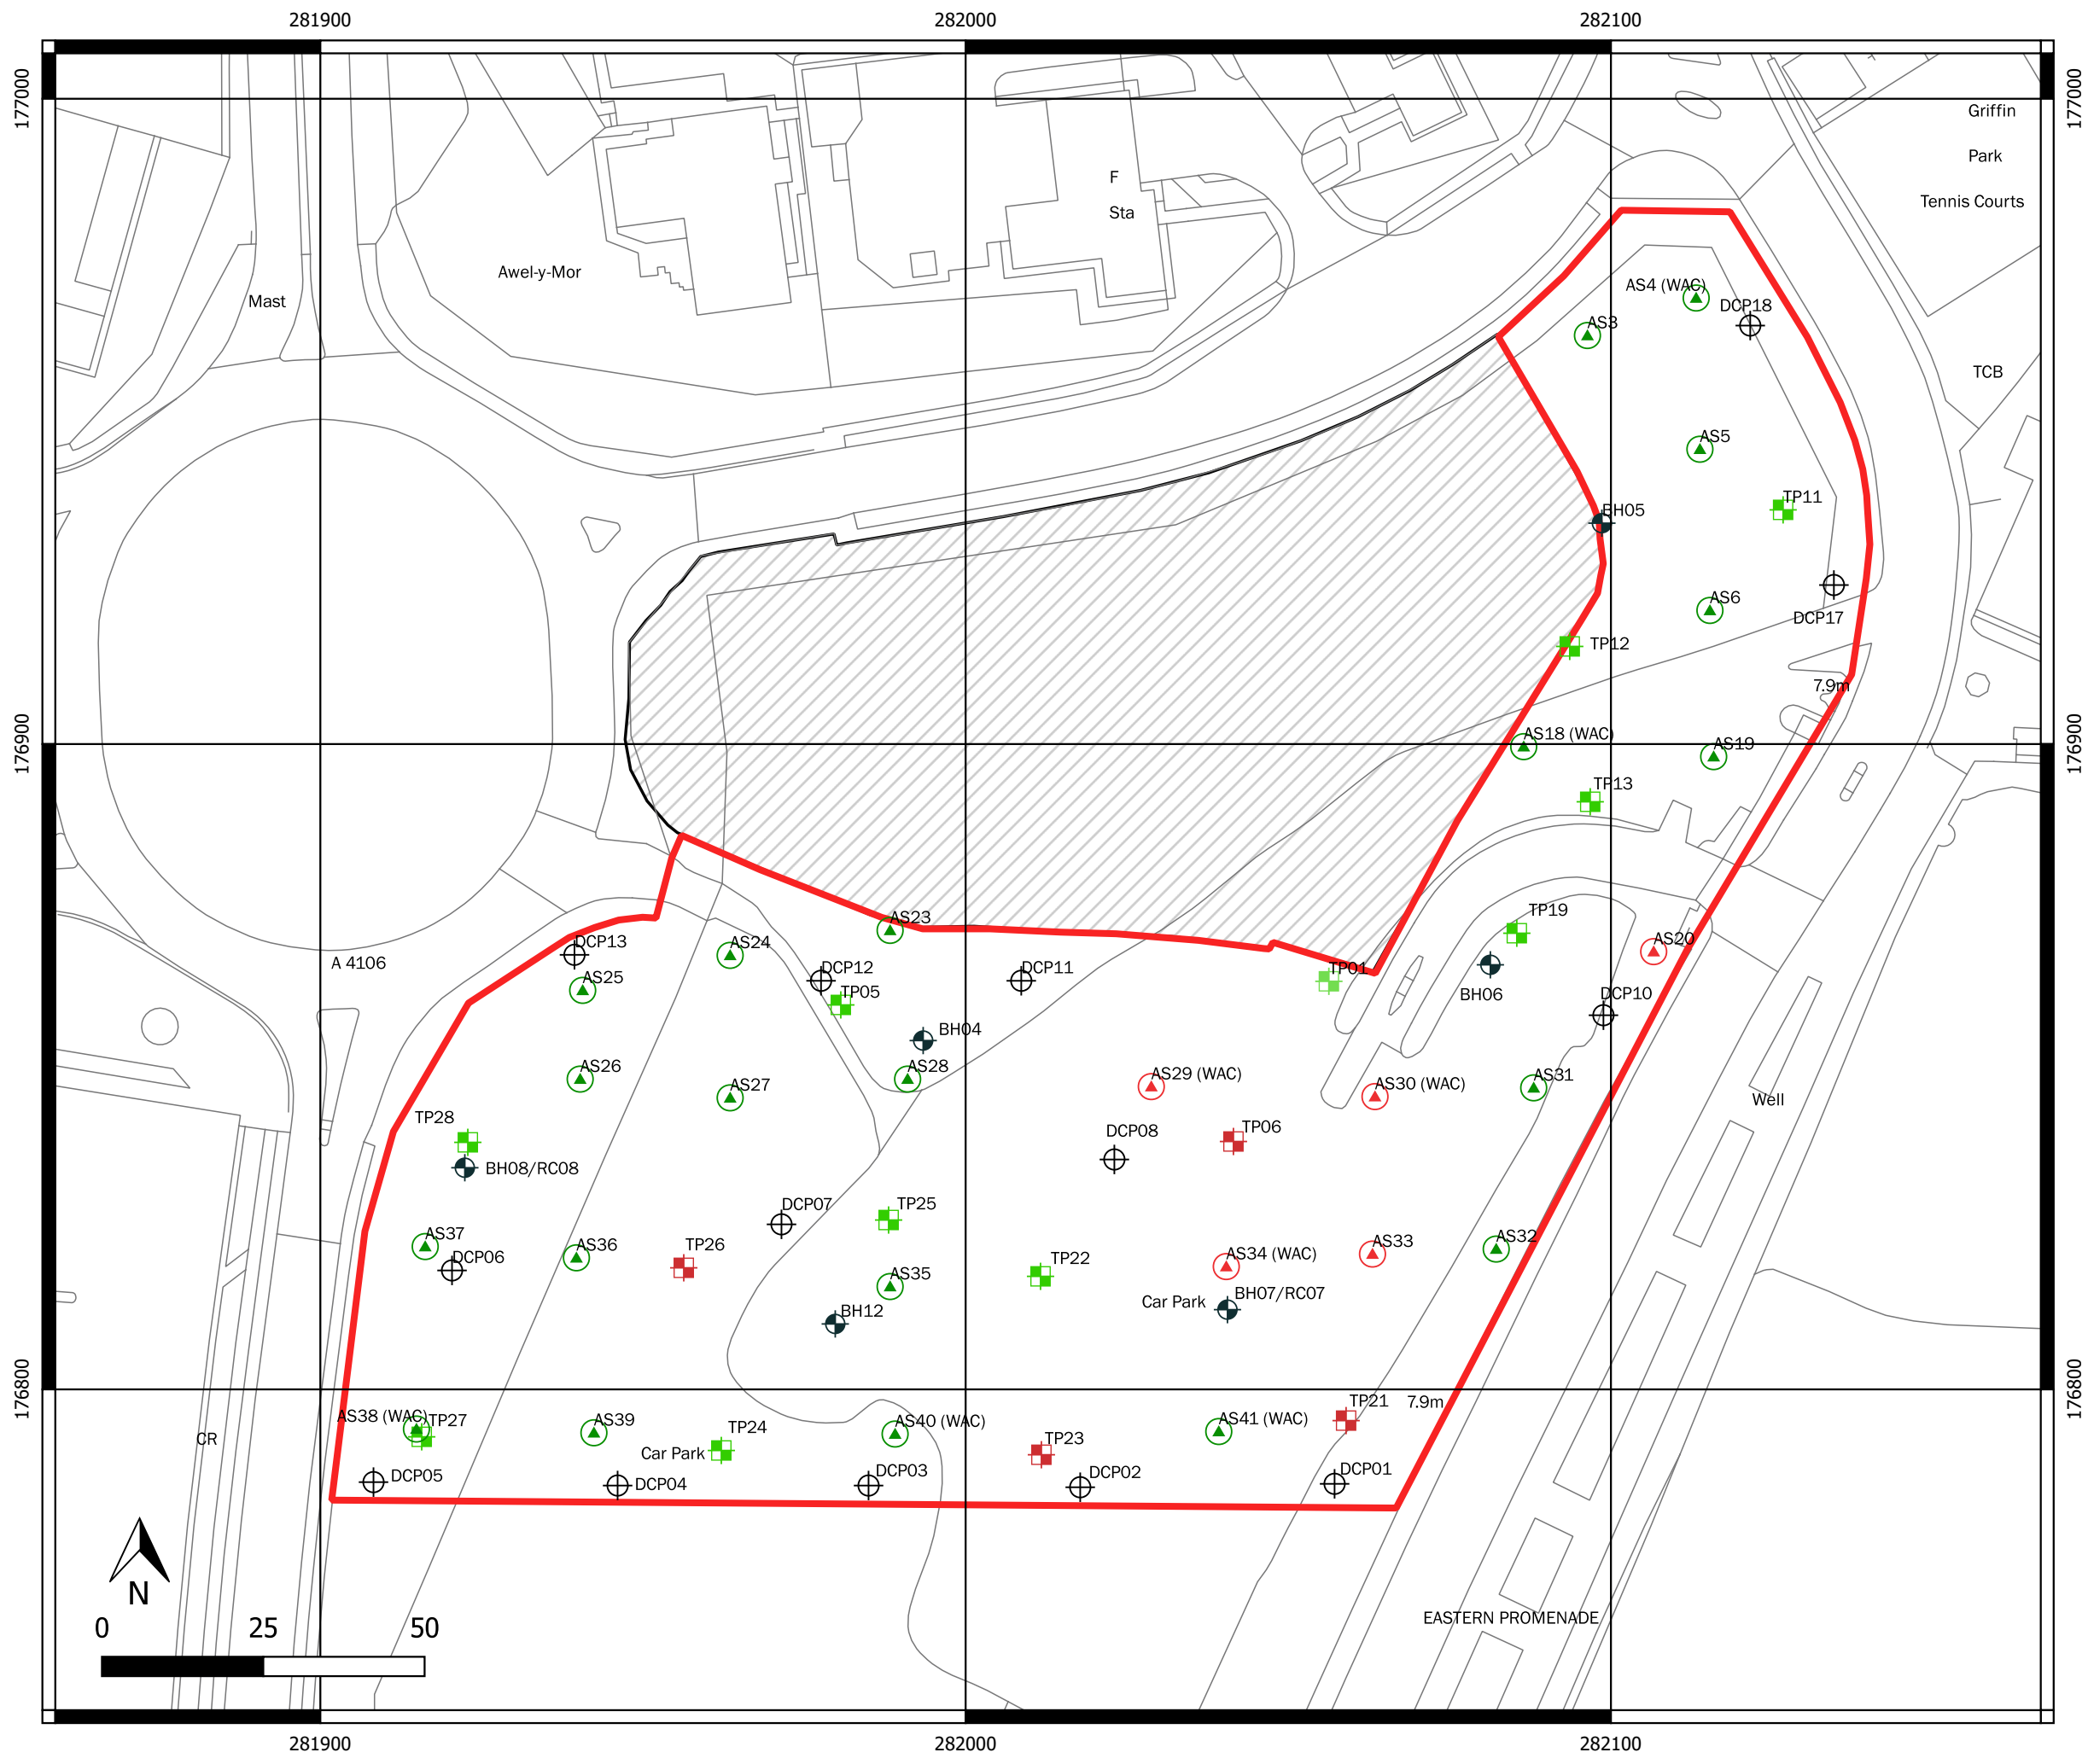 281900
282000
282100
177000
177000
Griffin
Park
Tennis Courts
F
Sta
Awel-y-Mor
Mast
AS4 (WAC)
DCP18
AS3
TCB
AS5
TP11
BH05
AS6
DCP17
TP12
7.9m
176900
176900
AS18 (WAC)
AS19
TP13
AS23
TP19
DCP13
AS24
AS20
A 4106
DCP12
DCP11
TP01
AS25
TP05
BH06
DCP10
BH04
AS26
AS27
AS28
AS29 (WAC)
AS30 (WAC)
AS31
Well
TP28
TP06
DCP08
BH08/RC08
DCP07
TP25
AS37
DCP06
AS36
TP26
TP22
AS34 (WAC)
AS33
AS32
AS35
BH12
Car Park
BH07/RC07
176800
176800
AS38 (WAC)
TP27
AS39
TP24
AS40 (WAC)
AS41 (WAC)
TP21
7.9m
CR
Car Park
TP23
DCP05
DCP04
DCP03
DCP02
DCP01
N
EASTERN PROMENADE
0
25
50
281900
282000
282100